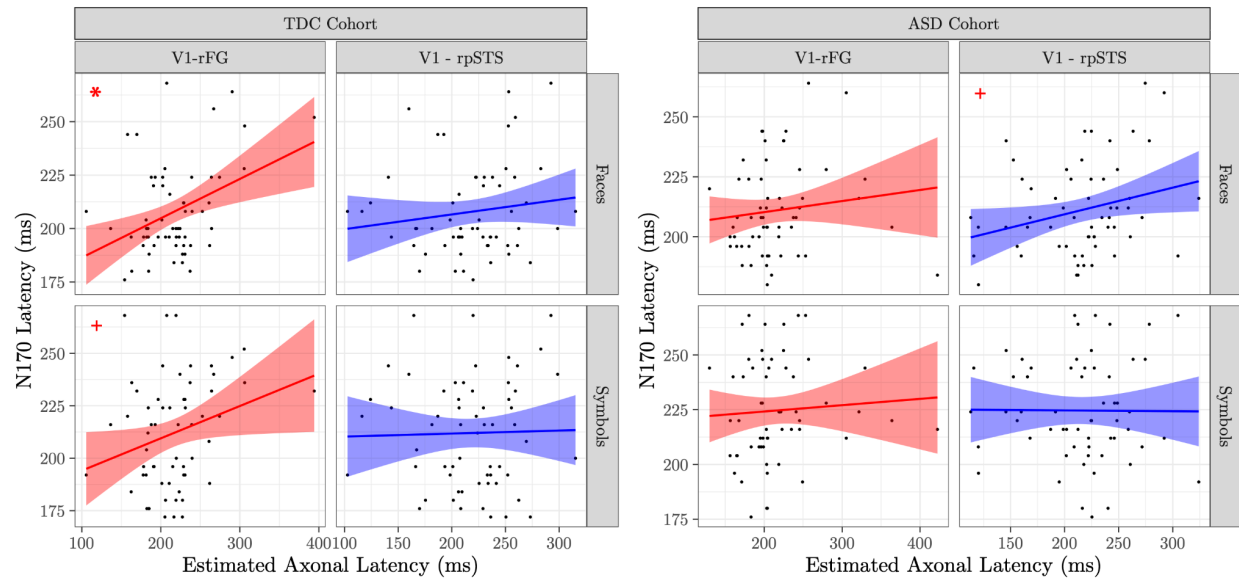 TDC Cohort
V1-rFG
V1 - rpSTS
N170 Latency (ms)
250
225
200
175
Faces
*
250
225
200
175
Symbols
+
100
200
300
400
100
150
200
250
300
Estimated Axonal Latency (ms)
ASD Cohort
V1-rFG
V1 - rpSTS
N170 Latency (ms)
250
225
200
175
Faces
+
250
225
200
175
Symbols
200
300
400
150
200
250
300
Estimated Axonal Latency (ms)